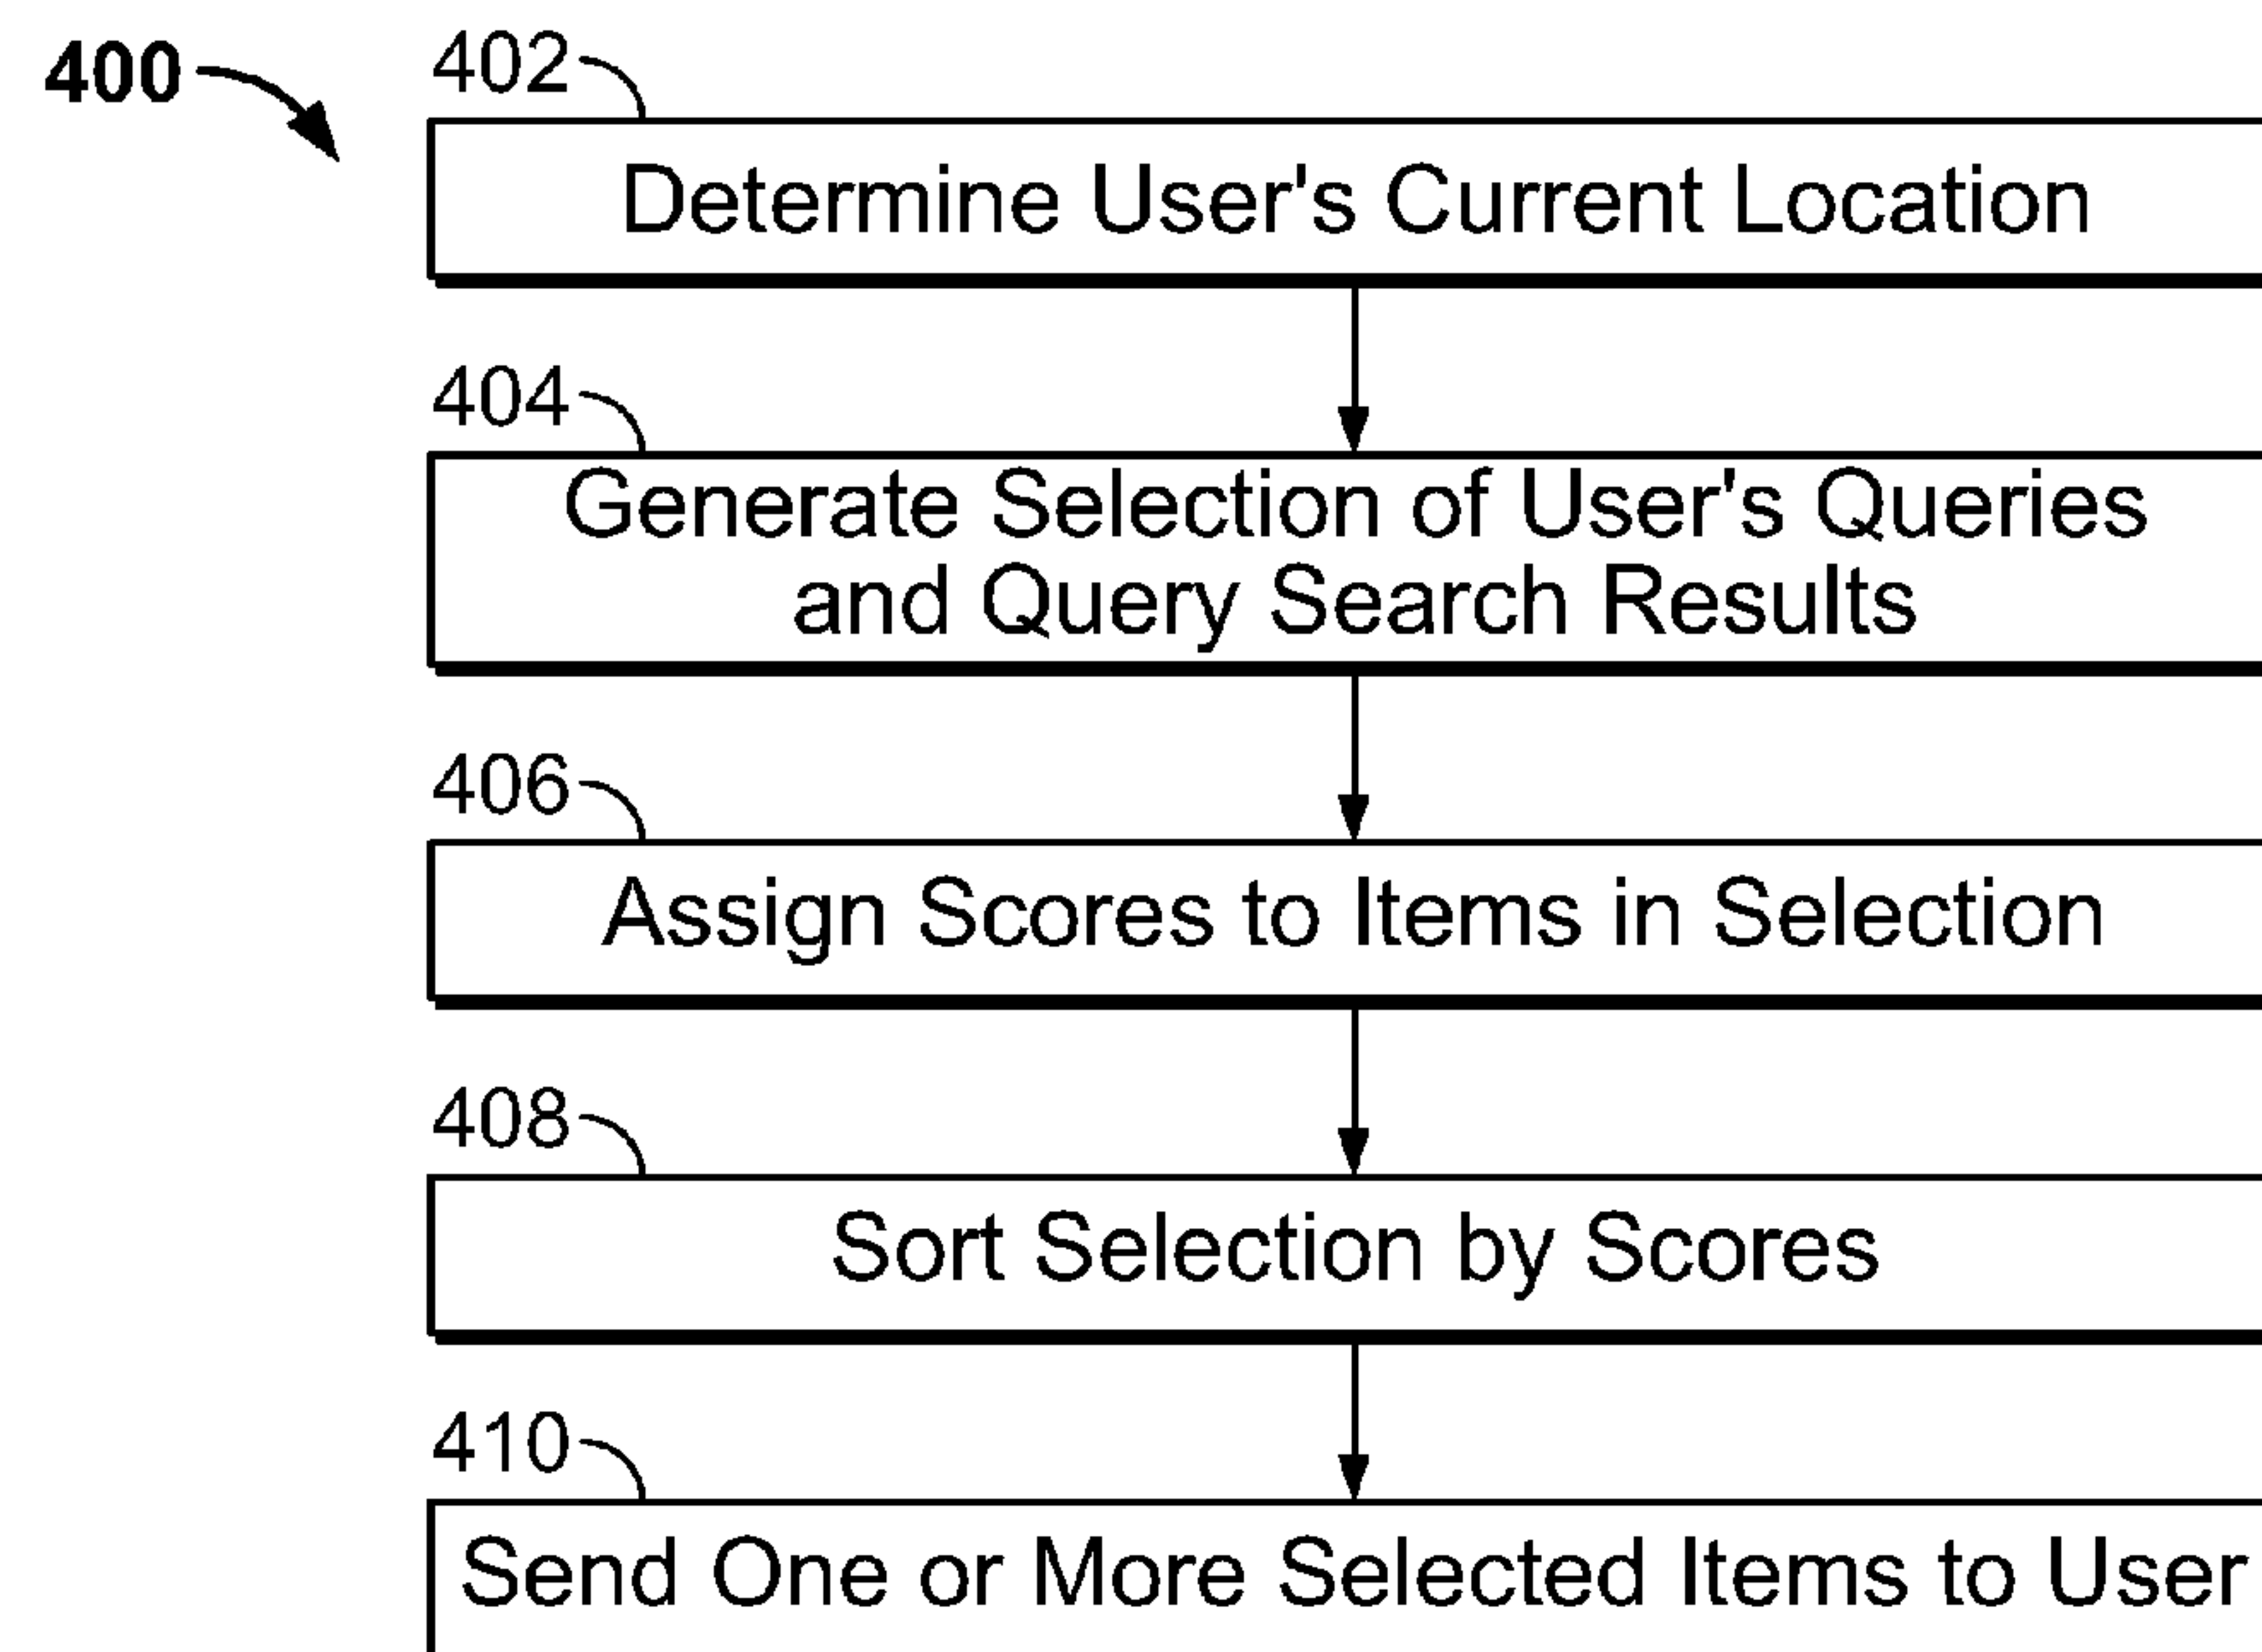 400
402
Determine User's Current Location
404
Generate Selection of User's Queries
and Query Search Results
406
Assign Scores to Items in Selection
408
Sort Selection by Scores
410
Send One or More Selected Items to User